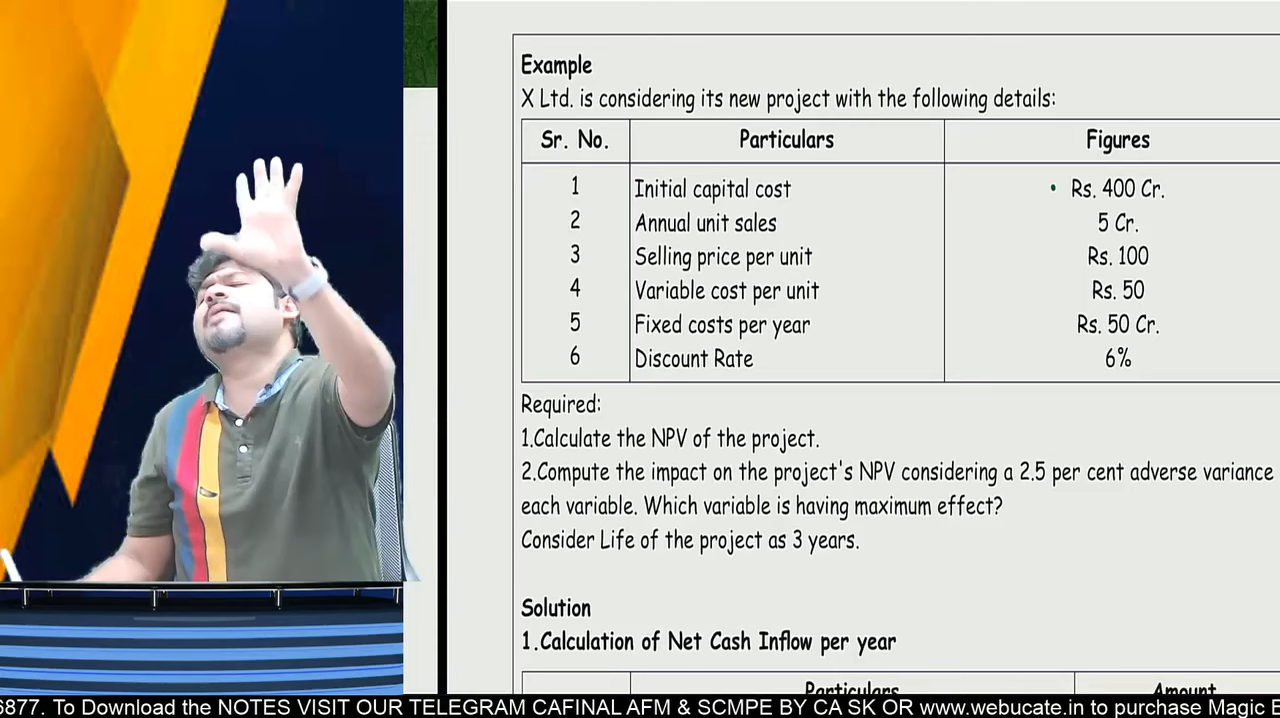 Example
X Ltd. is considering its new project with the following details:
Sr. No. Particulars Figures
1 Initial capital cost Rs. 400 Cr.
2 Annual unit sales 5 Cr.
3 Selling price per unit Rs. 100
4 Variable cost per unit Rs. 50
5 Fixed costs per year Rs. 50 Cr.
6 Discount Rate 6%
Required:
1.Calculate the NPV of the project.
2.Compute the impact on the project's NPV considering a 2.5 per cent adverse variance
each variable. Which variable is having maximum effect?
Consider Life of the project as 3 years.
Solution
1.Calculation of Net Cash Inflow per year
Particulars Amount
6877. To Download the NOTES VISIT OUR TELEGRAM CAFINAL AFM & SCMPE BY CA SK OR www.webucate.in to purchase Magic